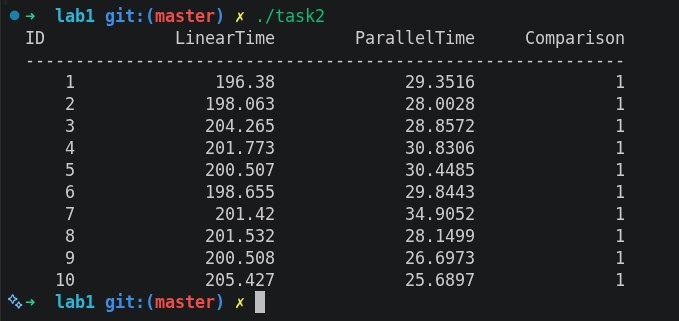 ➜ lab1 git:(master) ✗ ./task2
ID LinearTime ParallelTime Comparison
------------------------------------------------------------
1 196.38 29.3516 1
2 198.063 28.0028 1
3 204.265 28.8572 1
4 201.773 30.8306 1
5 200.507 30.4485 1
6 198.655 29.8443 1
7 201.42 34.9052 1
8 201.532 28.1499 1
9 200.508 26.6973 1
10 205.427 25.6897 1
➜ lab1 git:(master) ✗